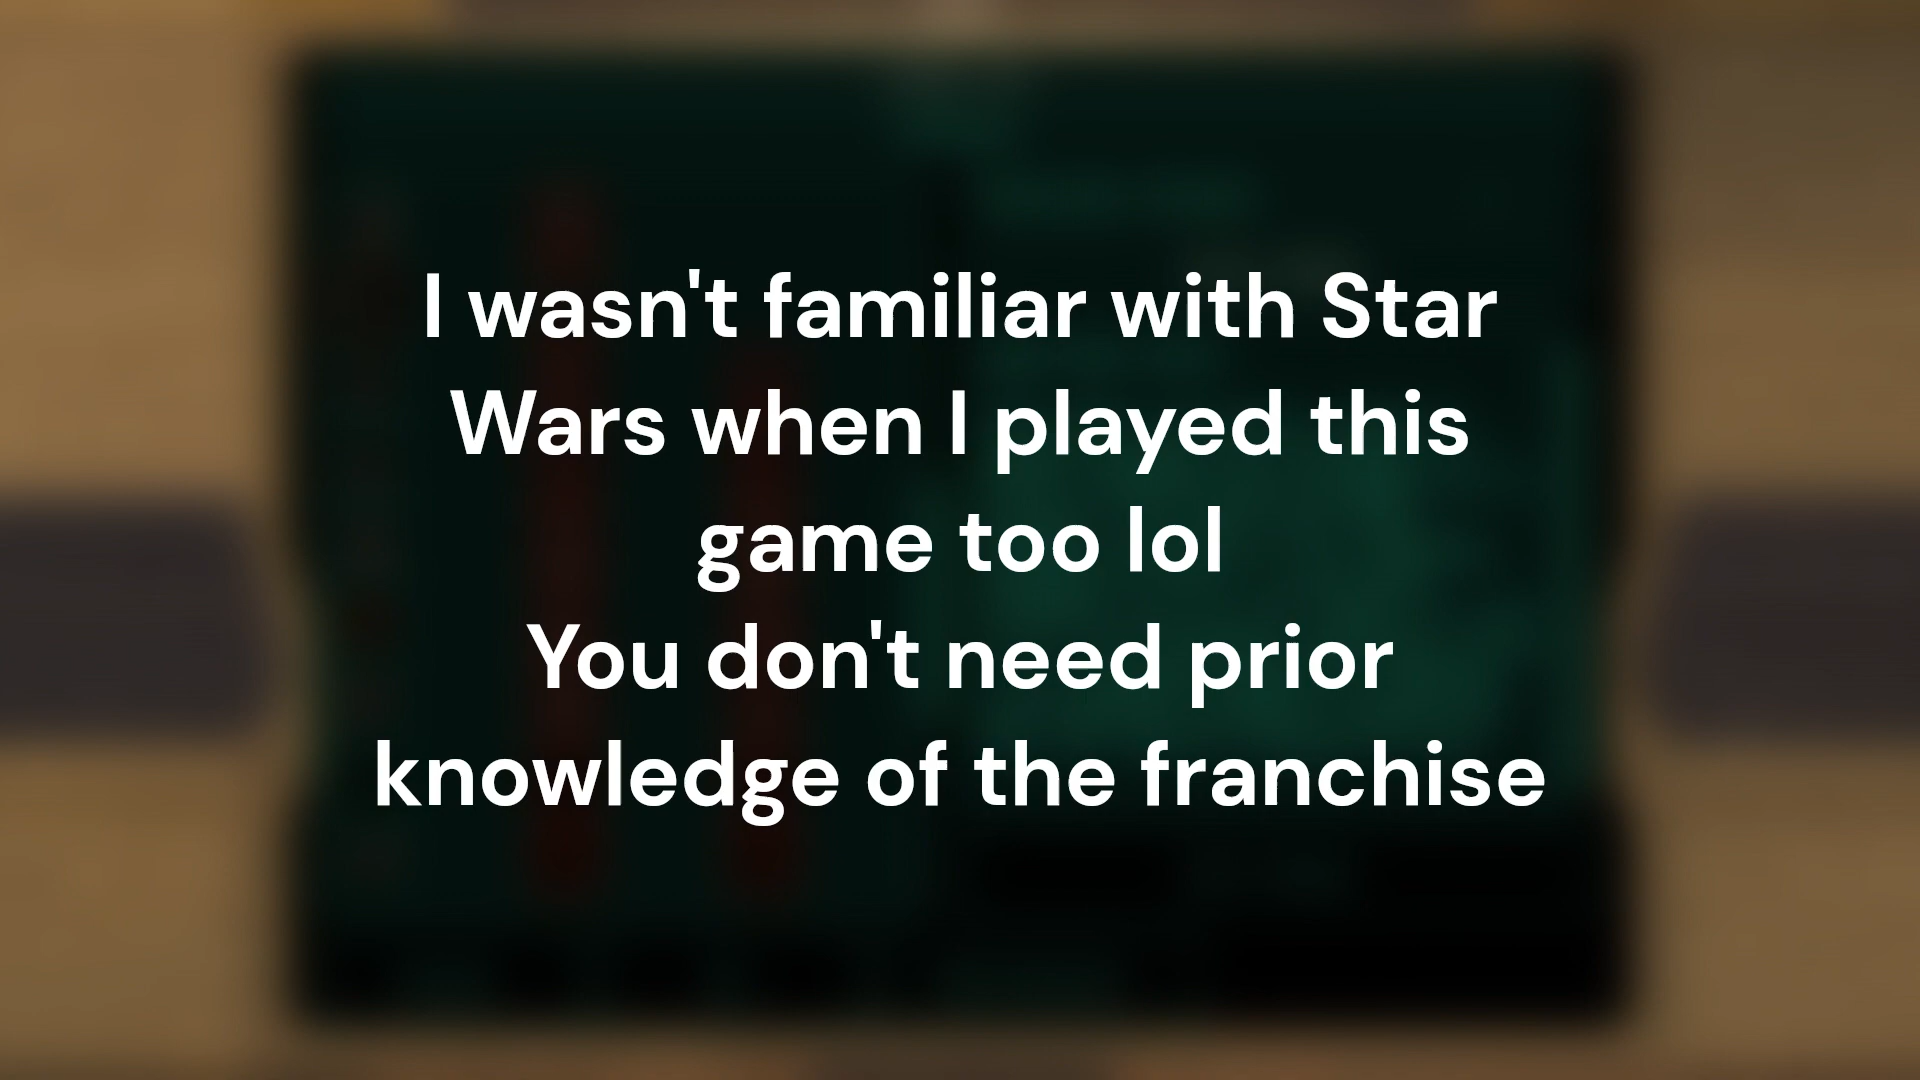 I wasn't familiar with Star
Wars when I played this
game too lol
You don't need prior
knowledge of the franchise